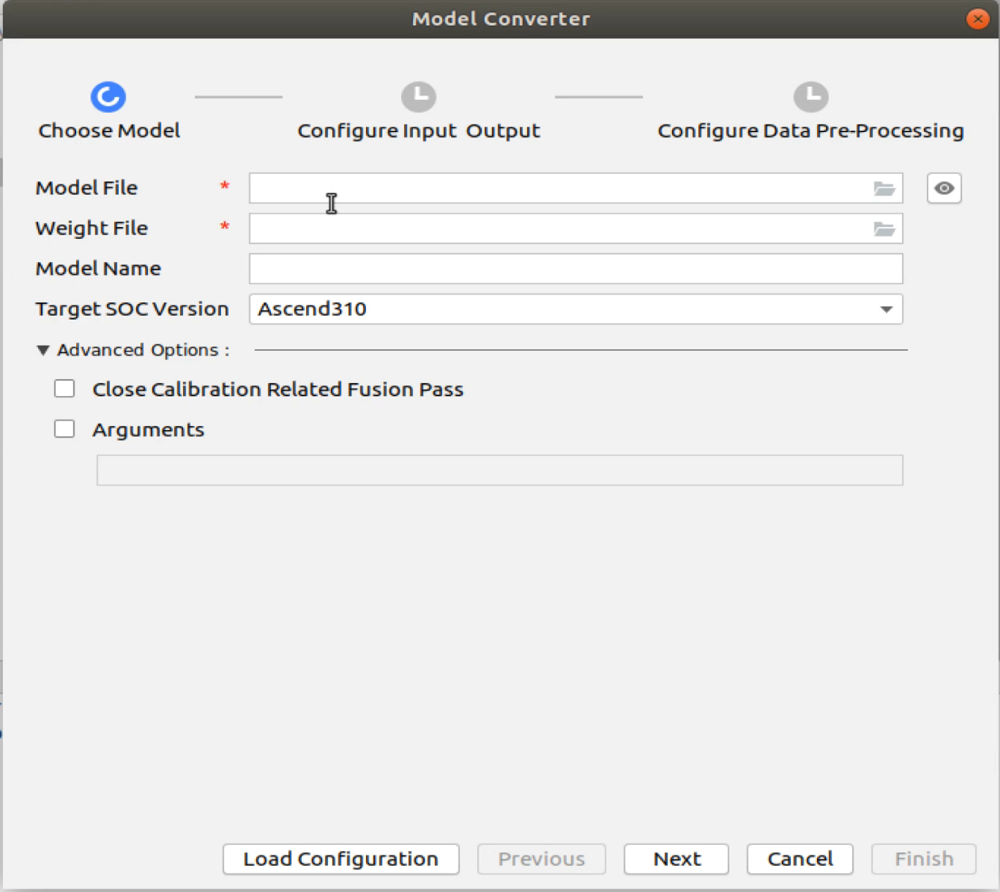 Model Converter
Choose Model
Configure Input  Output
Configure Data Pre-Processing
Model File *
Weight File *
Model Name
Target SOC Version Ascend310
Advanced Options :
Close Calibration Related Fusion Pass
Arguments
Load Configuration Previous Next Cancel Finish